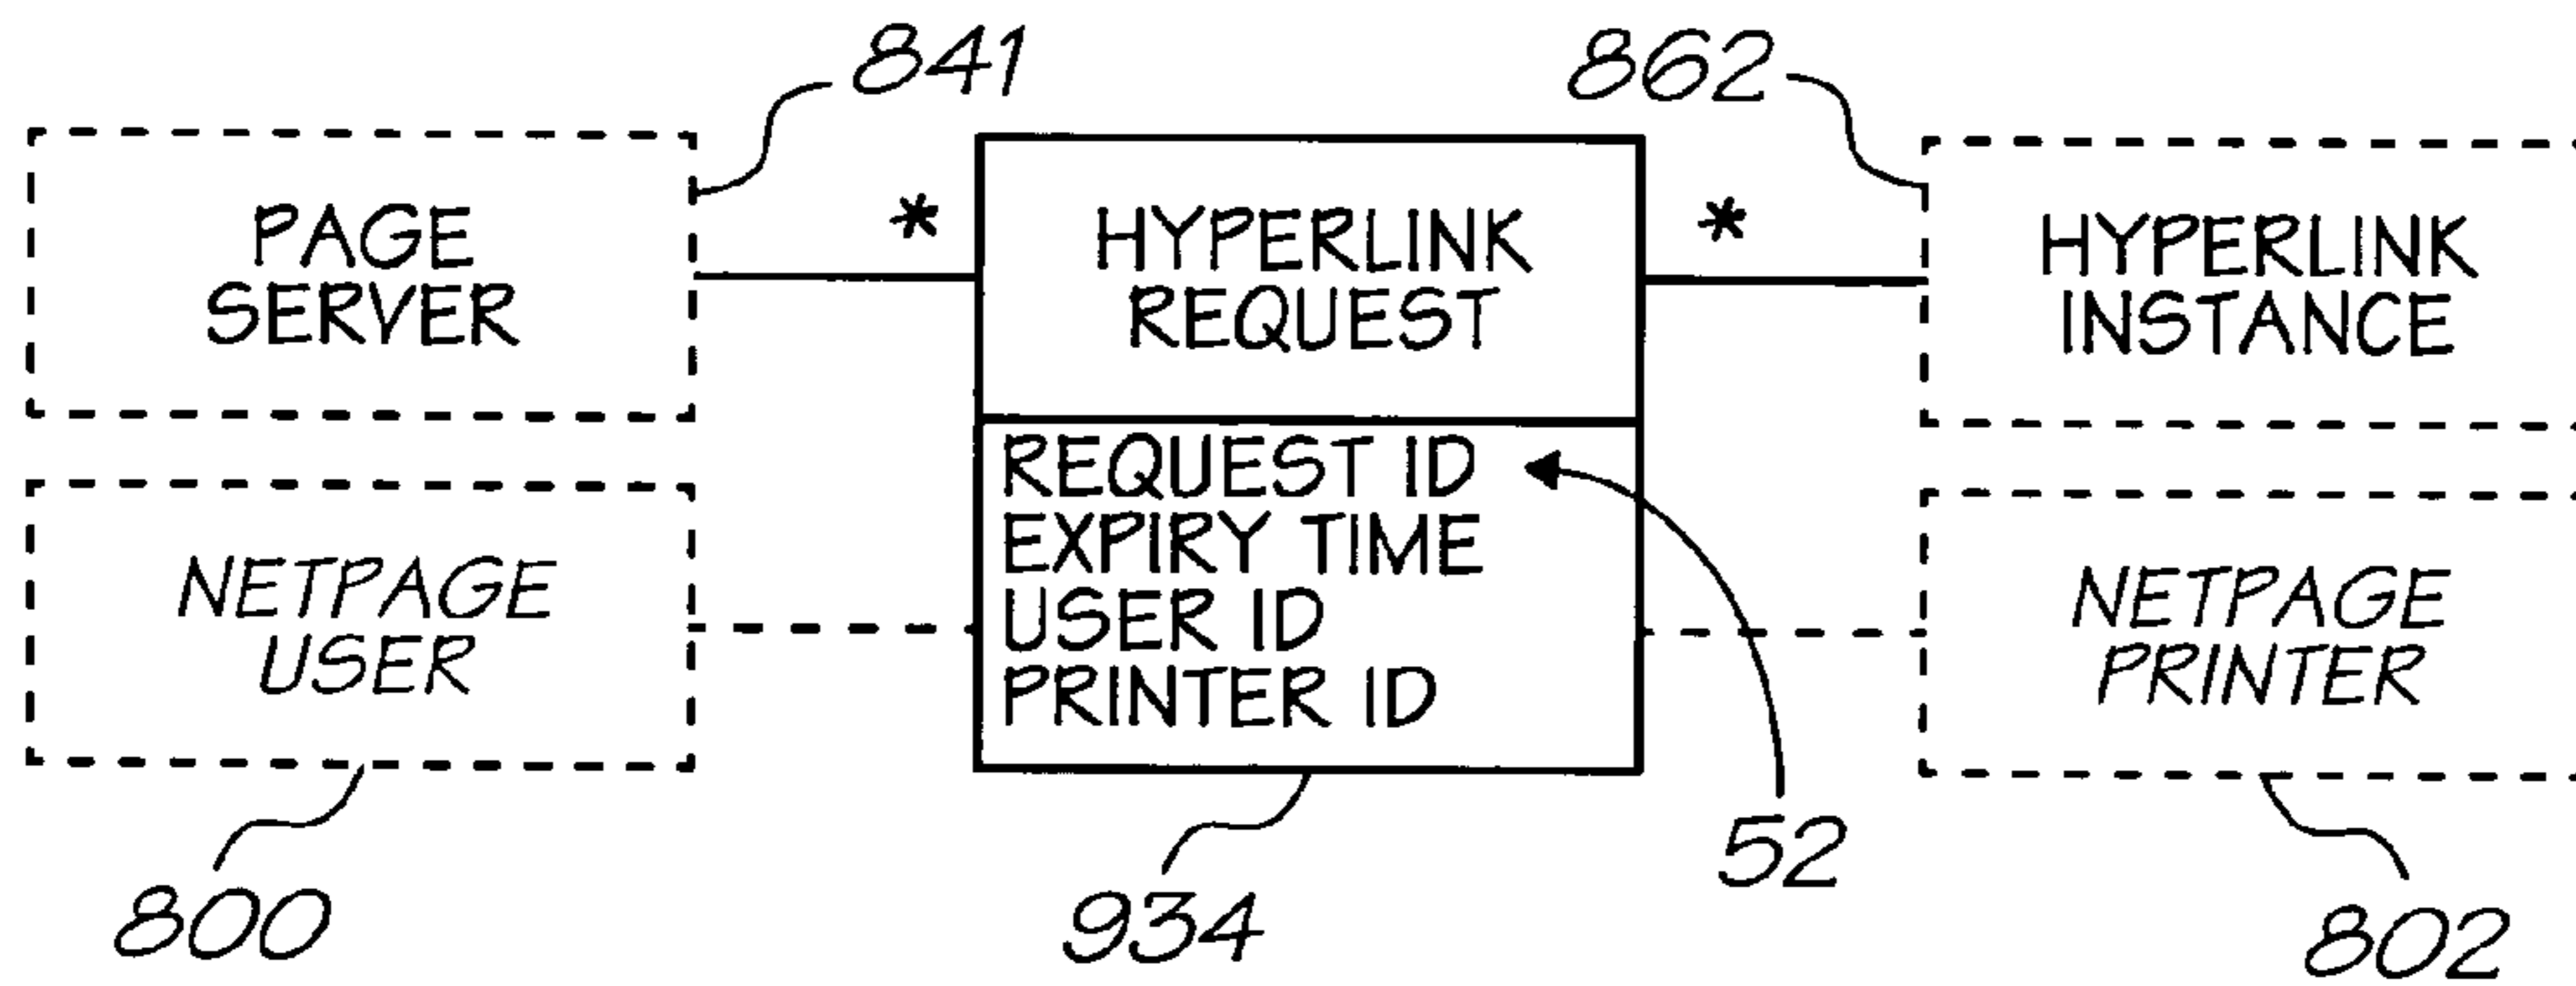 841
862
PAGE
SERVER
*
HYPERLINK
REQUEST
*
HYPERLINK
INSTANCE
REQUEST ID
EXPIRY TIME
USER ID
PRINTER ID
NETPAGE
USER
NETPAGE
PRINTER
52
800
934
802